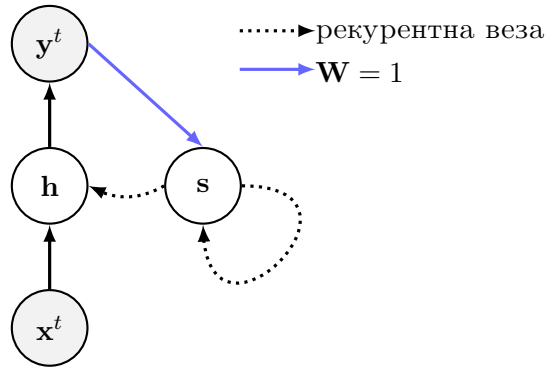 y^t
рекурентна веза
W = 1
h
s
x^t